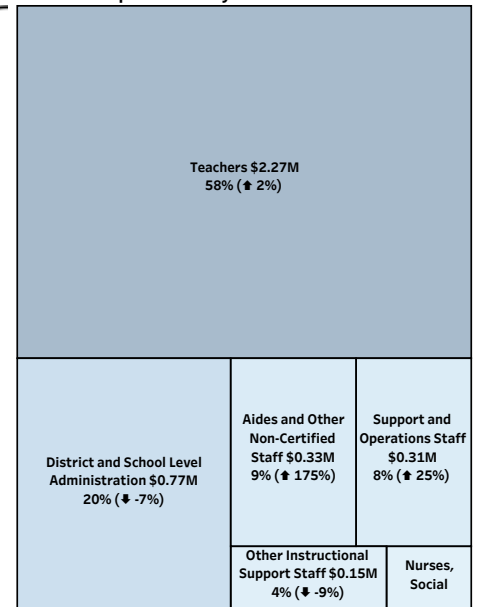 Teachers $2.27M
58% (⬆ 2%)
District and School Level
Administration $0.77M
20% (⬇ -7%)
Aides and Other
Non-Certified
Staff $0.33M
9% (⬆ 175%)
Support and
Operations Staff
$0.31M
8% (⬆ 25%)
Other Instructional
Support Staff $0.15M
4% (⬇ -9%)
Nurses,
Social